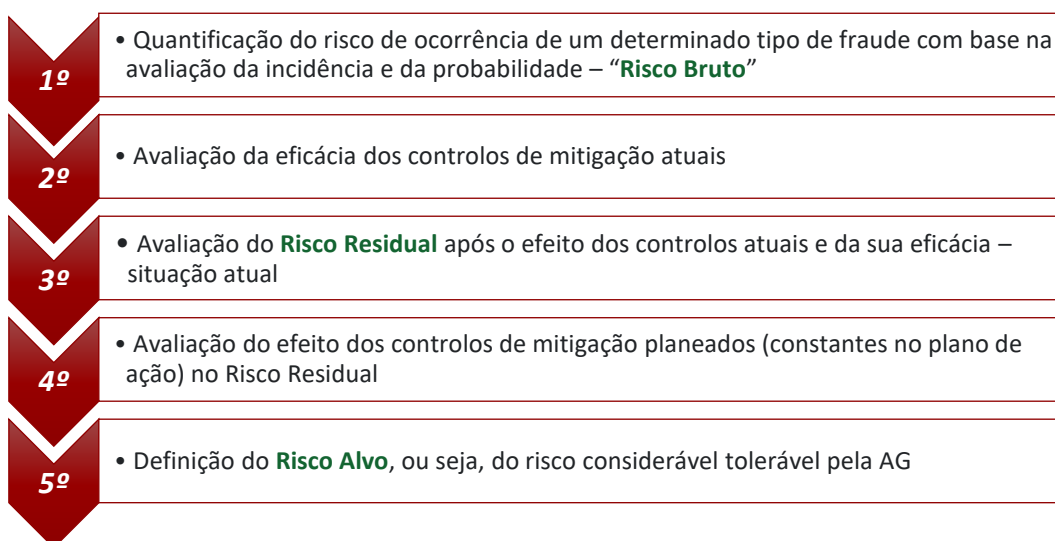 1º
• Quantificação do risco de ocorrência de um determinado tipo de fraude com base na
avaliação da incidência e da probabilidade – “Risco Bruto”
2º
• Avaliação da eficácia dos controlos de mitigação atuais
3º
• Avaliação do Risco Residual após o efeito dos controlos atuais e da sua eficácia –
situação atual
4º
• Avaliação do efeito dos controlos de mitigação planeados (constantes no plano de
ação) no Risco Residual
5º
• Definição do Risco Alvo, ou seja, do risco considerável tolerável pela AG